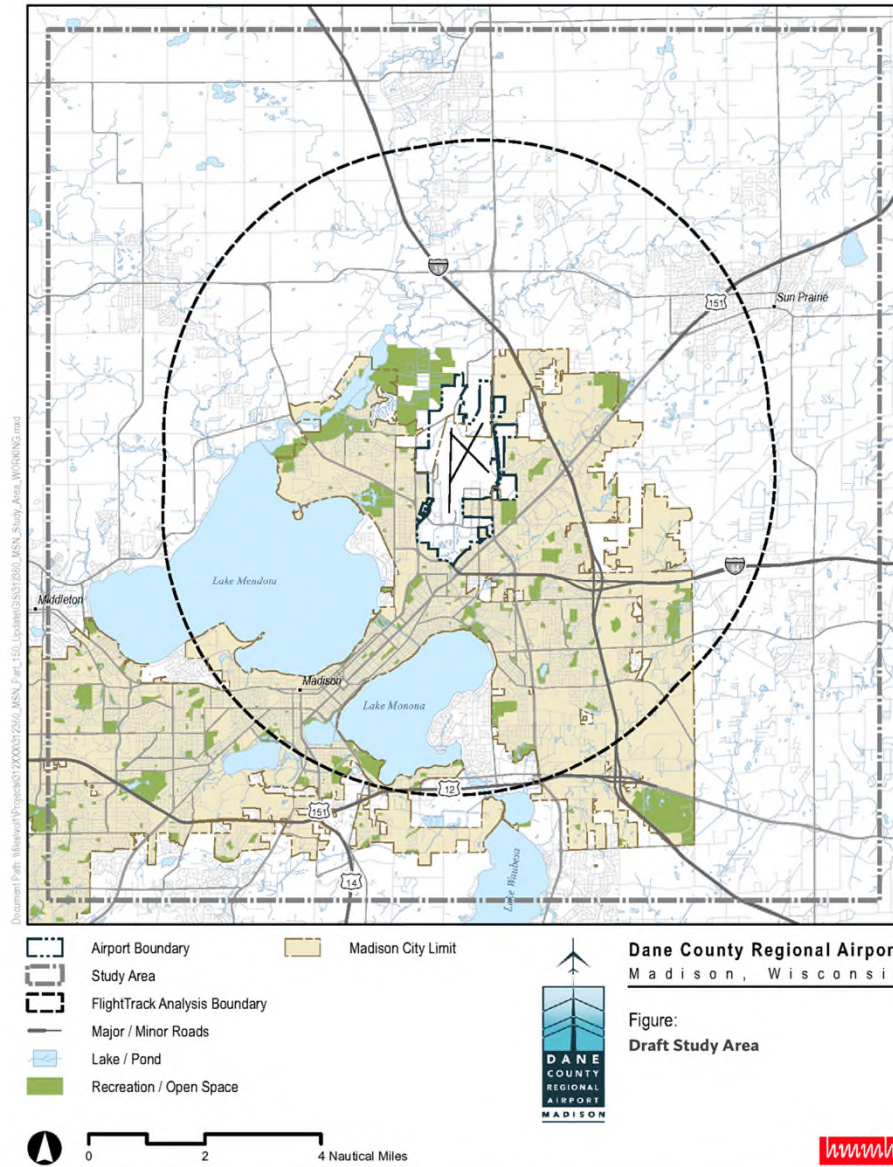 39
151
Sun Prairie
Lake Mendota
Middleton
Madison
Lake Monona
12
151
14
Lake Waubesa
Airport Boundary
Study Area
FlightTrack Analysis Boundary
Major / Minor Roads
Lake / Pond
Recreation / Open Space
Madison City Limit
0 2 4 Nautical Miles
DANE
COUNTY
REGIONAL
AIRPORT
MADISON
Dane County Regional Airpor
Madison, Wisconsi
Figure:
Draft Study Area
hmmh